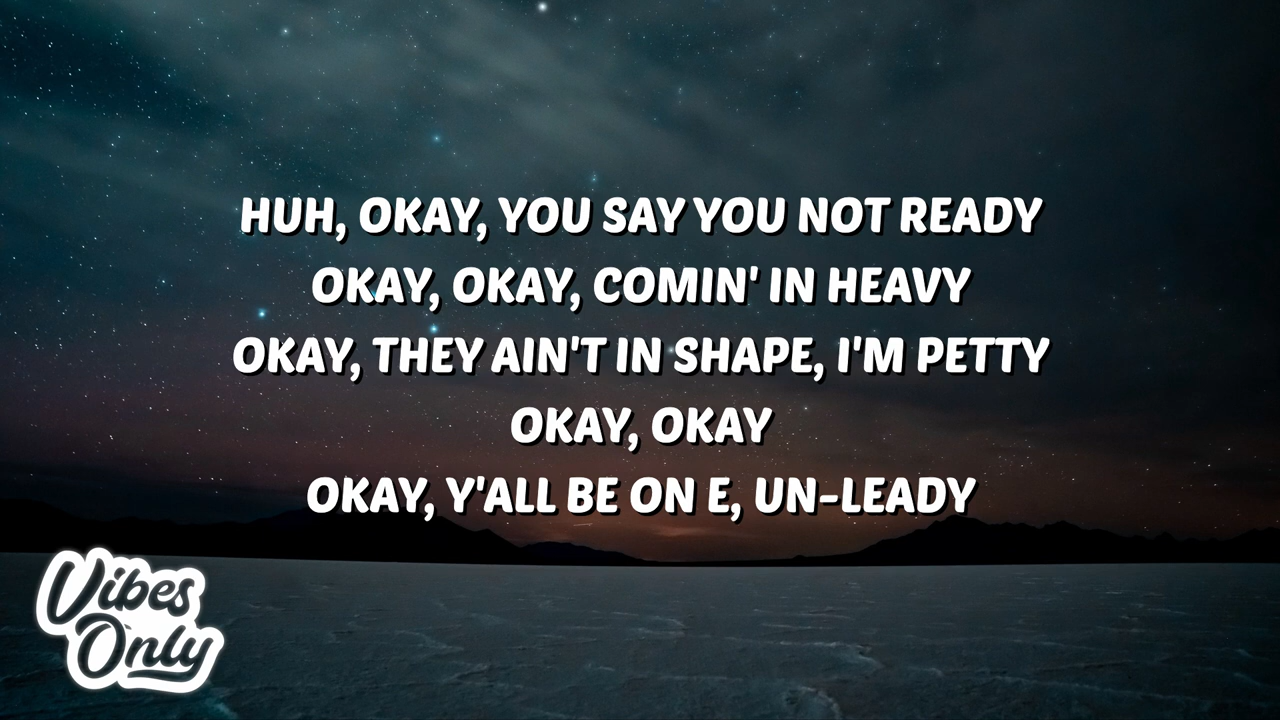 HUH, OKAY, YOU SAY YOU NOT READY
OKAY, OKAY, COMIN' IN HEAVY
OKAY, THEY AIN'T IN SHAPE, I'M PETTY
OKAY, OKAY
OKAY, Y'ALL BE ON E, UN-LEADY
Vibes
Only